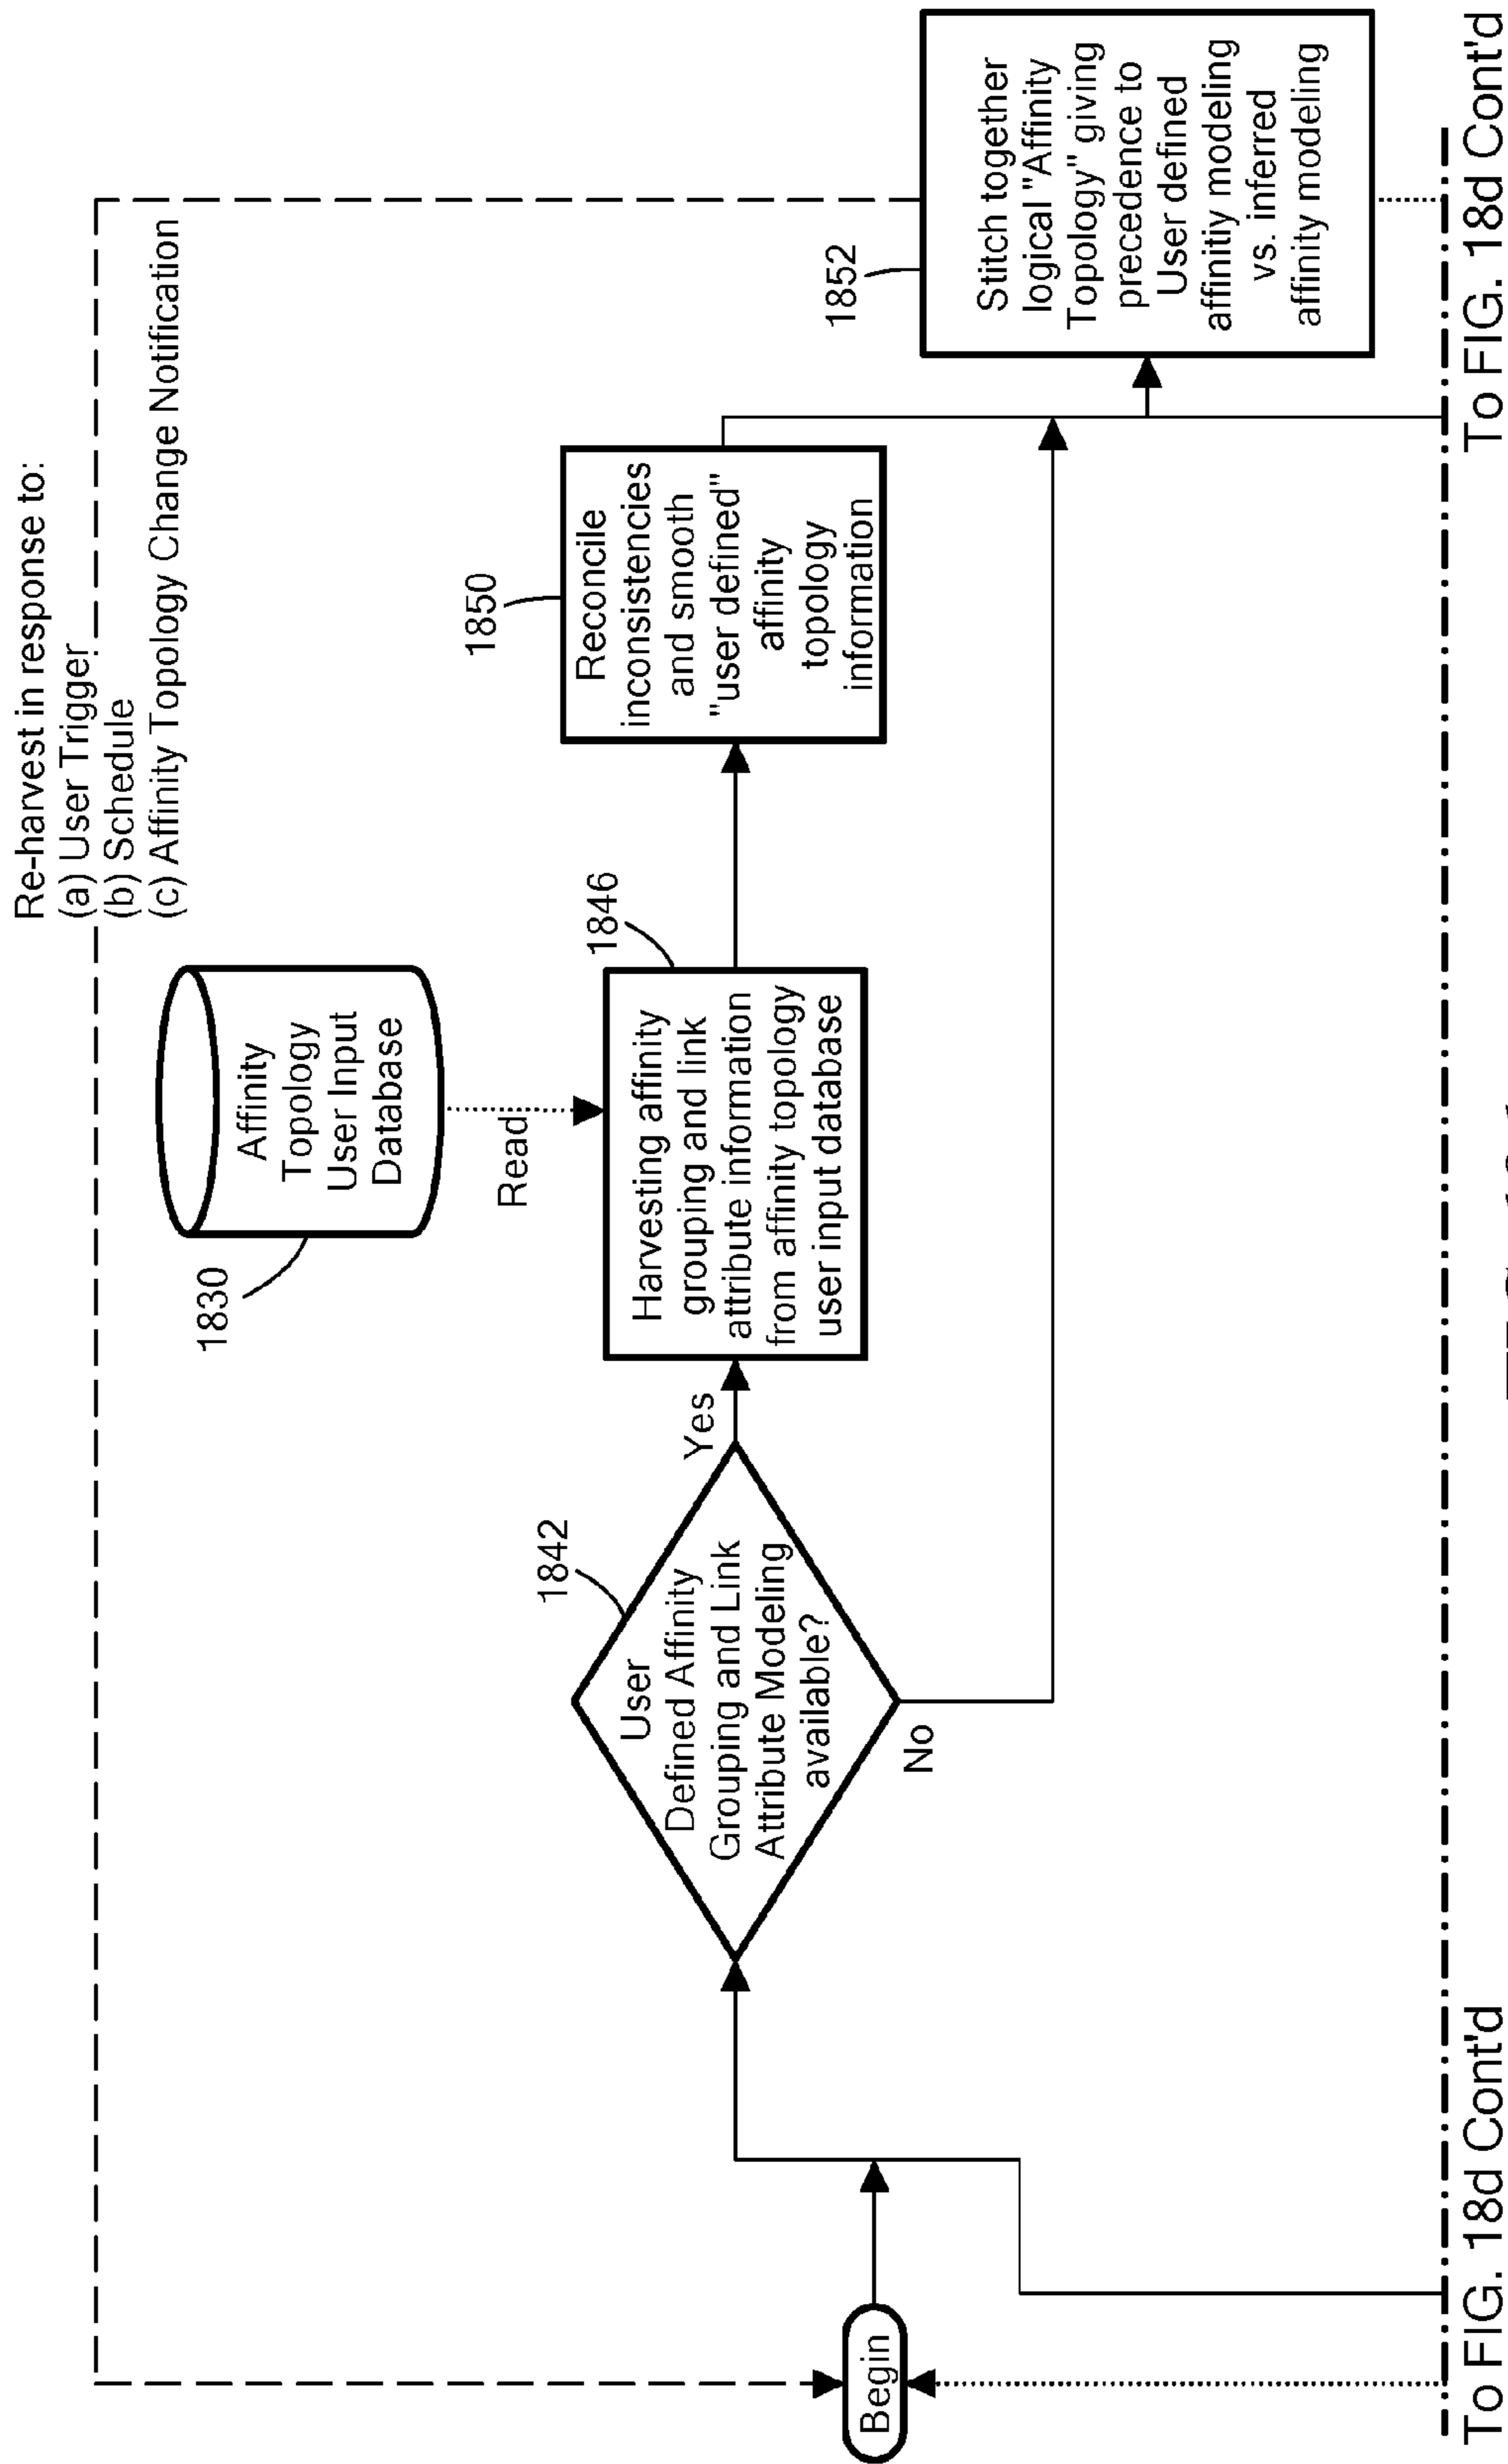 Re-harvest in response to:
(a) User Trigger
(b) Schedule
(c) Affinity Topology Change Notification
1830
Affinity
Topology
User Input
Database
Read
Begin
1842
User
Defined Affinity
Grouping and Link
Attribute Modeling
available?
Yes
No
1846
Harvesting affinity
grouping and link
attribute information
from affinity topology
user input database
1850
Reconcile
inconsistencies
and smooth
"user defined"
affinity
topology
information
1852
Stitch together
logical "Affinity
Topology" giving
precedence to
User defined
affinitiy modeling
vs. inferred
affinity modeling
To FIG. 18d Cont'd
To FIG. 18d Cont'd